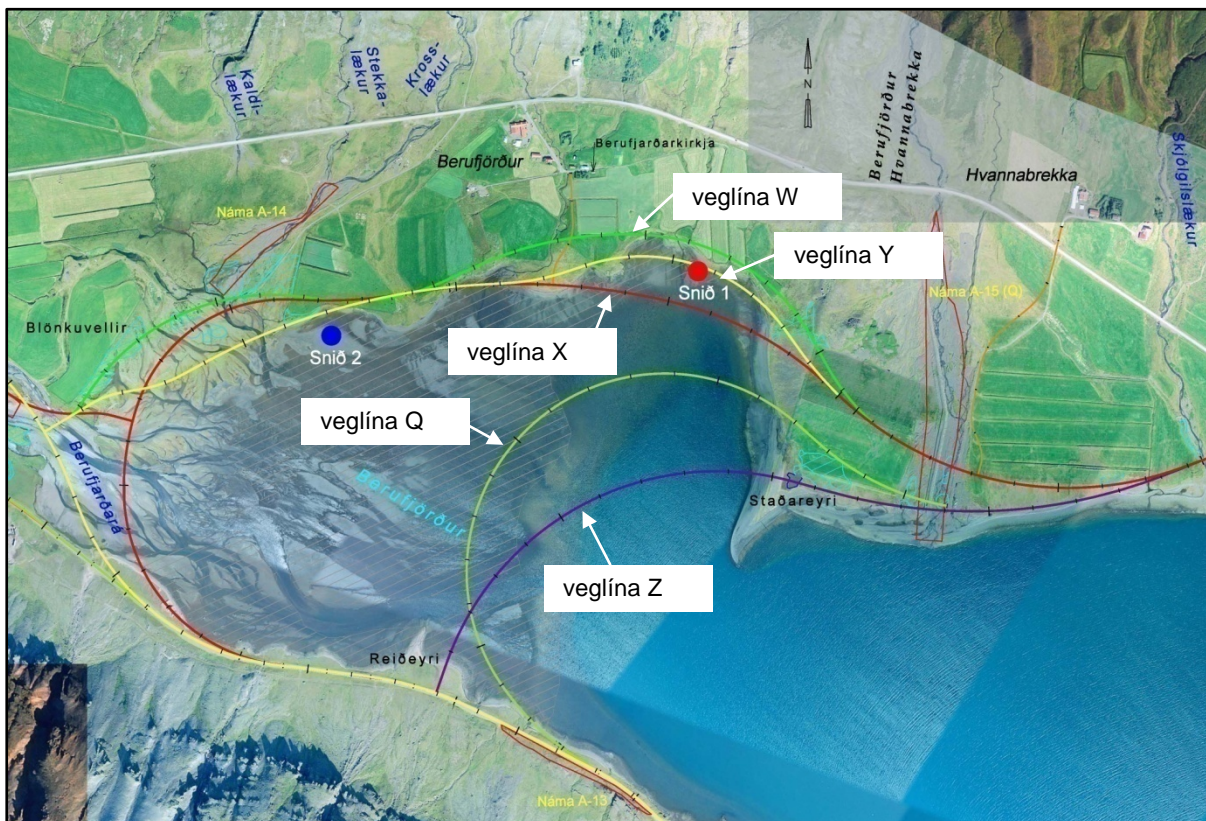 Kaldi-
lækur
Stekka-
lækur
Kross-
lækur
N
Berufjörður
Hvannabrekka
Skjólgilslækur
Berufjörður
Berufjarðarkirkja
Hvannabrekka
Náma A-14
veglína W
veglína Y
Snið 1
Náma A-15 (Q)
Blönkuvellir
Snið 2
veglína X
veglína Q
Berufjarðará
Berufjörður
Staðareyri
veglína Z
Reiðeyri
Náma A-13